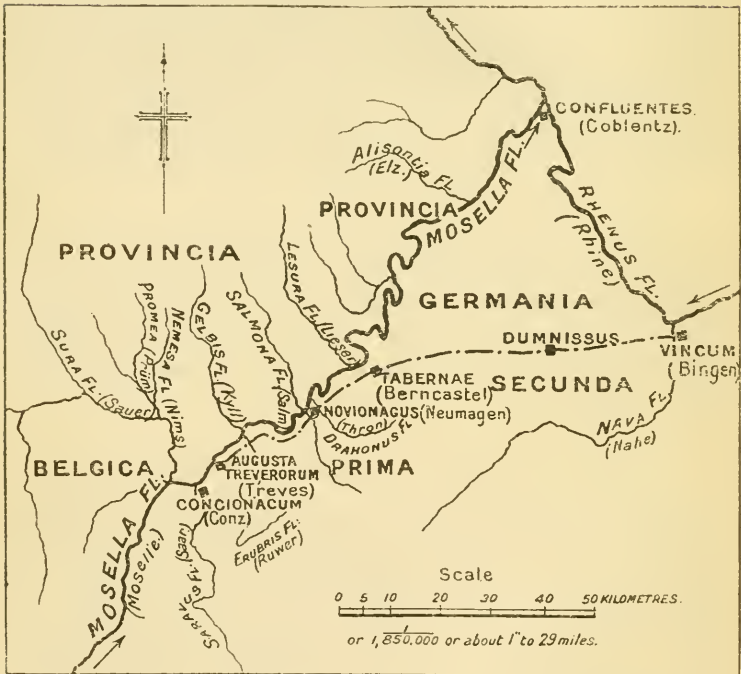 CONFLUENTES.
(Coblentz).
Alisontia FL
(Elz.)
MOSELLA FL.
PROVINCIA
RHENUS FL.
(Rhine)
PROVINCIA
LESURA FL (Lieser)
GERMANIA
PROMEA (Prüm)
NEMESA FL (Nims)
GELBIS FL (Kyll)
SALMONA FL (Salm)
SURA FL (Sauer)
DUMNISSUS
VINCUM
(Bingen)
TABERNAE
(Berncastel)
SECUNDA
NOVIONAGUS (Neumagen)
(Thron)
DRAHONUS FL
NAVA FL
(Nahe)
BELGICA
AUGUSTA
TREVERORUM
(Treves)
PRIMA
CONCIONACUM
(Conz)
MOSELLA FL.
(Moselle.)
ERUBRIS FL.
(Ruwer)
Scale
0 5 10 20 30 40 50 KILOMETRES.
or 1/1,850,000 or about 1" to 29 miles.